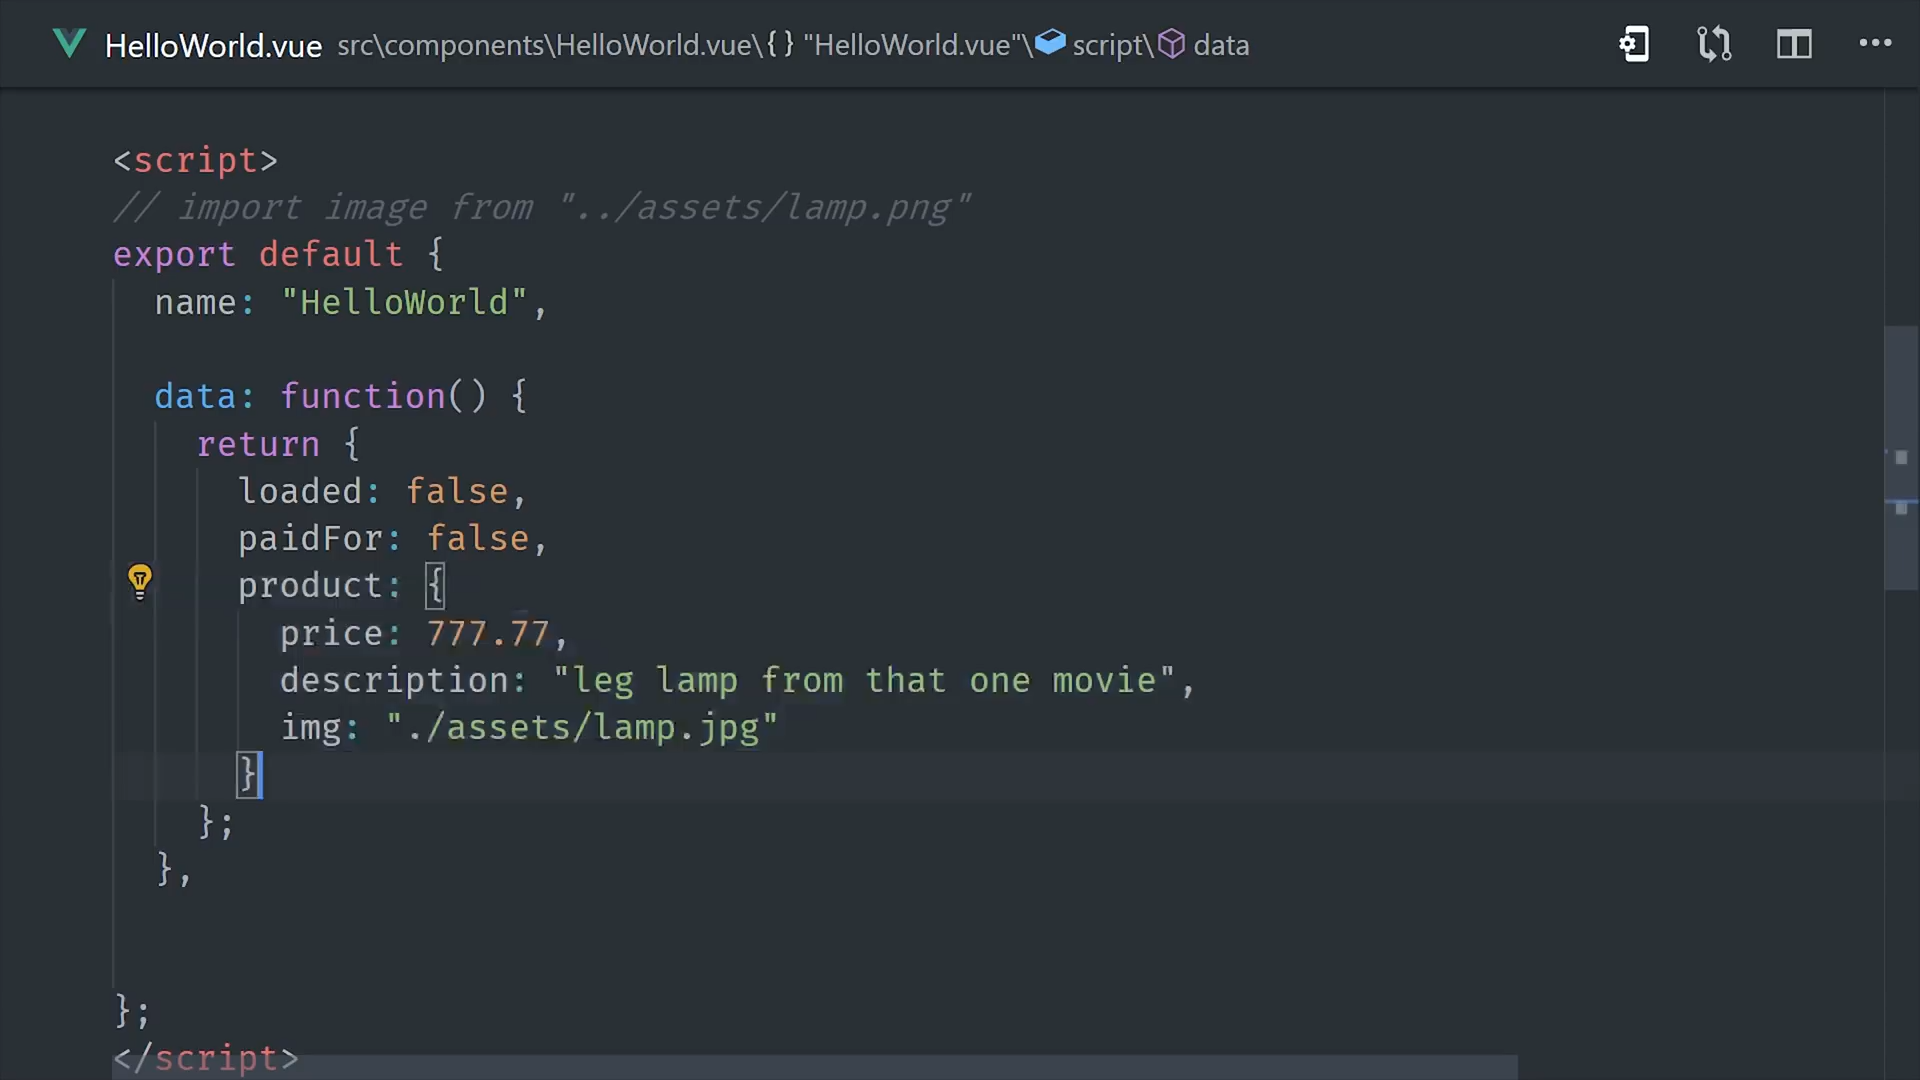 HelloWorld.vue src\components\HelloWorld.vue\{} "HelloWorld.vue"\script\data
<script>
// import image from "../assets/lamp.png"
export default {
name: "HelloWorld",
data: function() {
return {
loaded: false,
paidFor: false,
product: {
price: 777.77,
description: "leg lamp from that one movie",
img: "./assets/lamp.jpg"
}
};
},
};
</script>